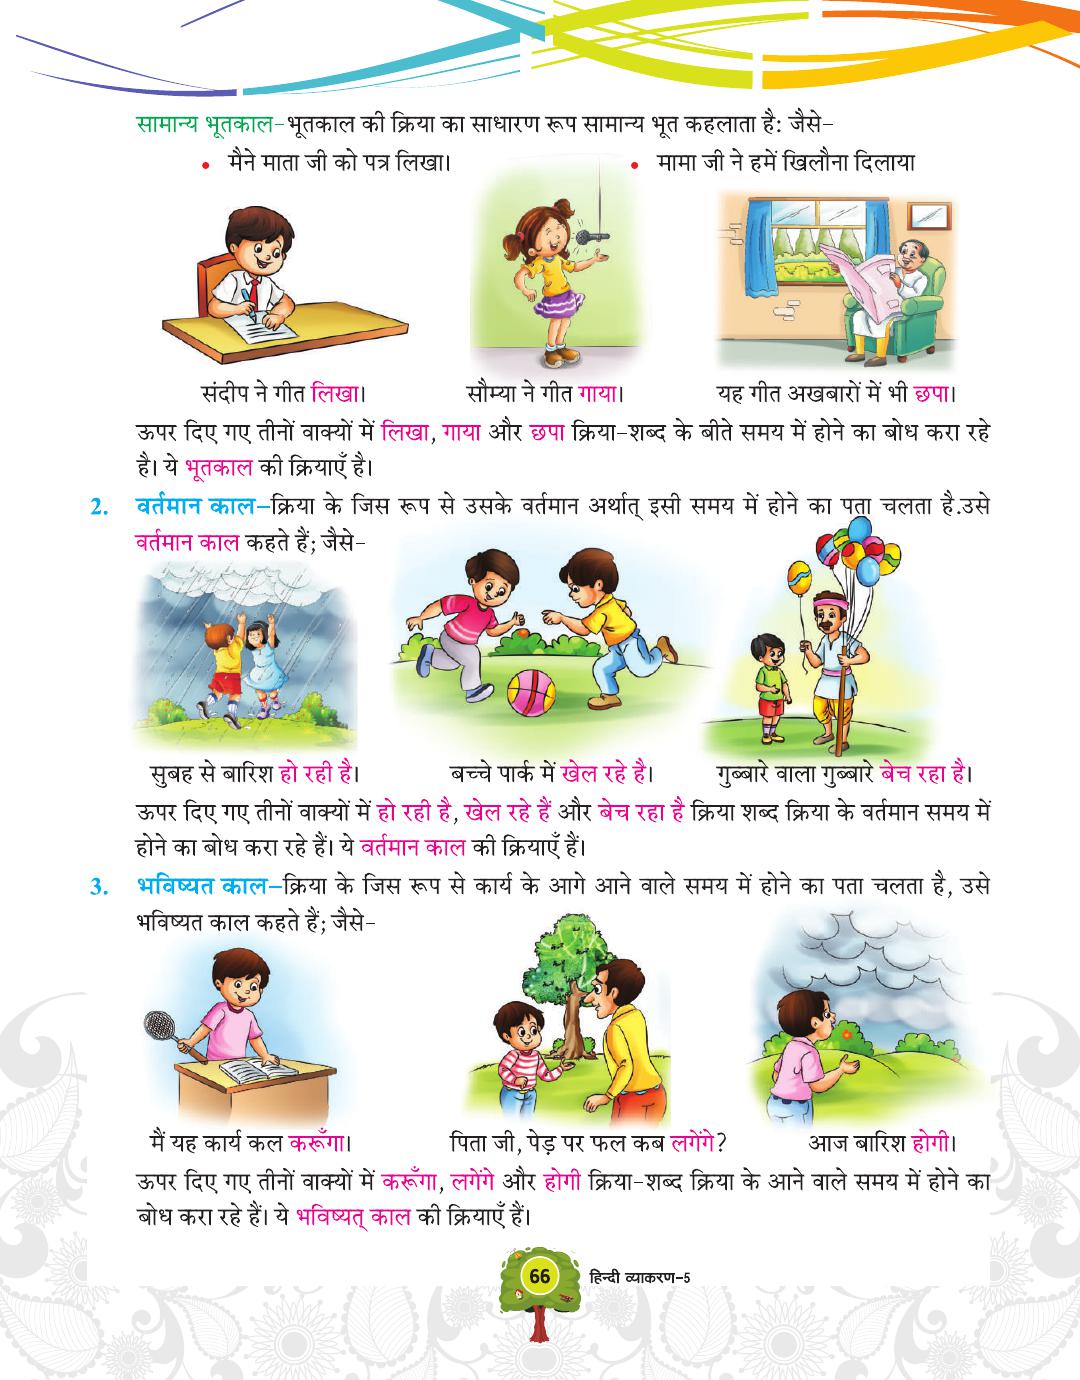 सामान्य भूतकाल-भूतकाल की क्रिया का साधारण रूप सामान्य भूत कहलाता है: जैसे-
• मैने माता जी को पत्र लिखा।
• मामा जी ने हमें खिलौना दिलाया
संदीप ने गीत लिखा।
सौम्या ने गीत गाया।
यह गीत अखबारों में भी छपा।
ऊपर दिए गए तीनों वाक्यों में लिखा, गाया और छपा क्रिया-शब्द के बीते समय में होने का बोध करा रहे
है। ये भूतकाल की क्रियाएँ है।
2. वर्तमान काल-क्रिया के जिस रूप से उसके वर्तमान अर्थात् इसी समय में होने का पता चलता है.उसे
वर्तमान काल कहते हैं; जैसे-
सुबह से बारिश हो रही है।
बच्चे पार्क में खेल रहे है।
गुब्बारे वाला गुब्बारे बेच रहा है।
ऊपर दिए गए तीनों वाक्यों में हो रही है, खेल रहे हैं और बेच रहा है क्रिया शब्द क्रिया के वर्तमान समय में
होने का बोध करा रहे हैं। ये वर्तमान काल की क्रियाएँ हैं।
3. भविष्यत काल-क्रिया के जिस रूप से कार्य के आगे आने वाले समय में होने का पता चलता है, उसे
भविष्यत काल कहते हैं; जैसे-
मैं यह कार्य कल करूँगा।
पिता जी, पेड़ पर फल कब लगेंगे?
आज बारिश होगी।
ऊपर दिए गए तीनों वाक्यों में करूँगा, लगेंगे और होगी क्रिया-शब्द क्रिया के आने वाले समय में होने का
बोध करा रहे हैं। ये भविष्यत् काल की क्रियाएँ हैं।
66 हिन्दी व्याकरण-5